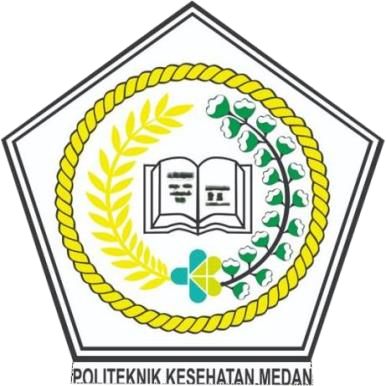 POLITEKNIK KESEHATAN MEDAN